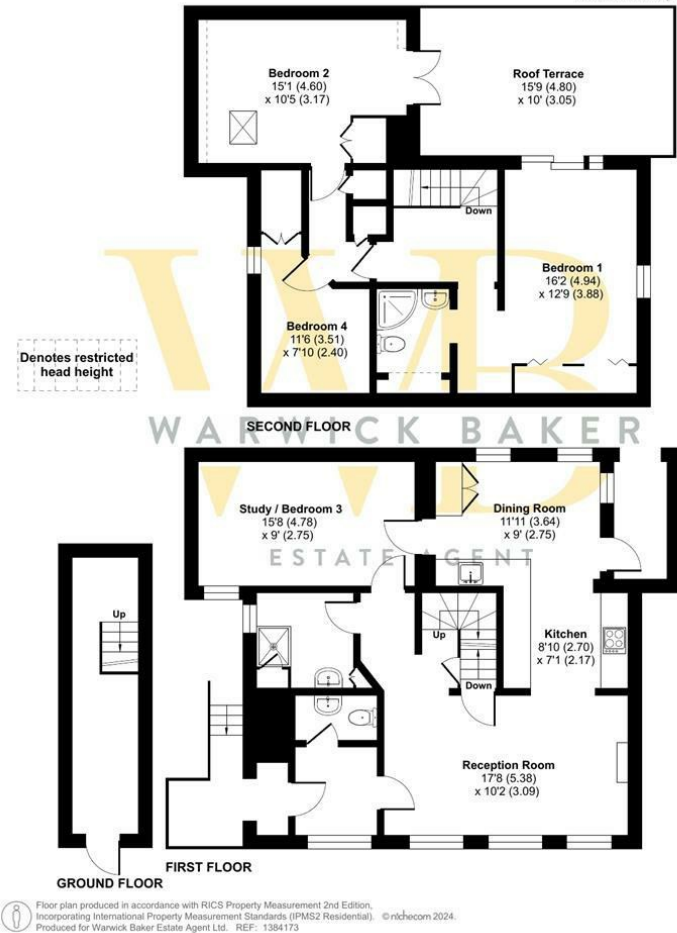 Bedroom 2
15'1 (4.60)
x 10'5 (3.17)
Roof Terrace
15'9 (4.80)
x 10' (3.05)
Down
Bedroom 1
16'2 (4.94)
x 12'9 (3.88)
Bedroom 4
11'6 (3.51)
x 7'10 (2.40)
Denotes restricted
head height
SECOND FLOOR
WB
WARWICK BAKER
ESTATE AGENT
Study / Bedroom 3
15'8 (4.78)
x 9' (2.75)
Dining Room
11'11 (3.64)
x 9' (2.75)
Up
Up
Kitchen
8'10 (2.70)
x 7'1 (2.17)
Down
Reception Room
17'8 (5.38)
x 10'2 (3.09)
FIRST FLOOR
GROUND FLOOR
Floor plan produced in accordance with RICS Property Measurement 2nd Edition,
Incorporating International Property Measurement Standards (IPMS2 Residential). © nichecom 2024.
Produced for Warwick Baker Estate Agent Ltd. REF: 1384173